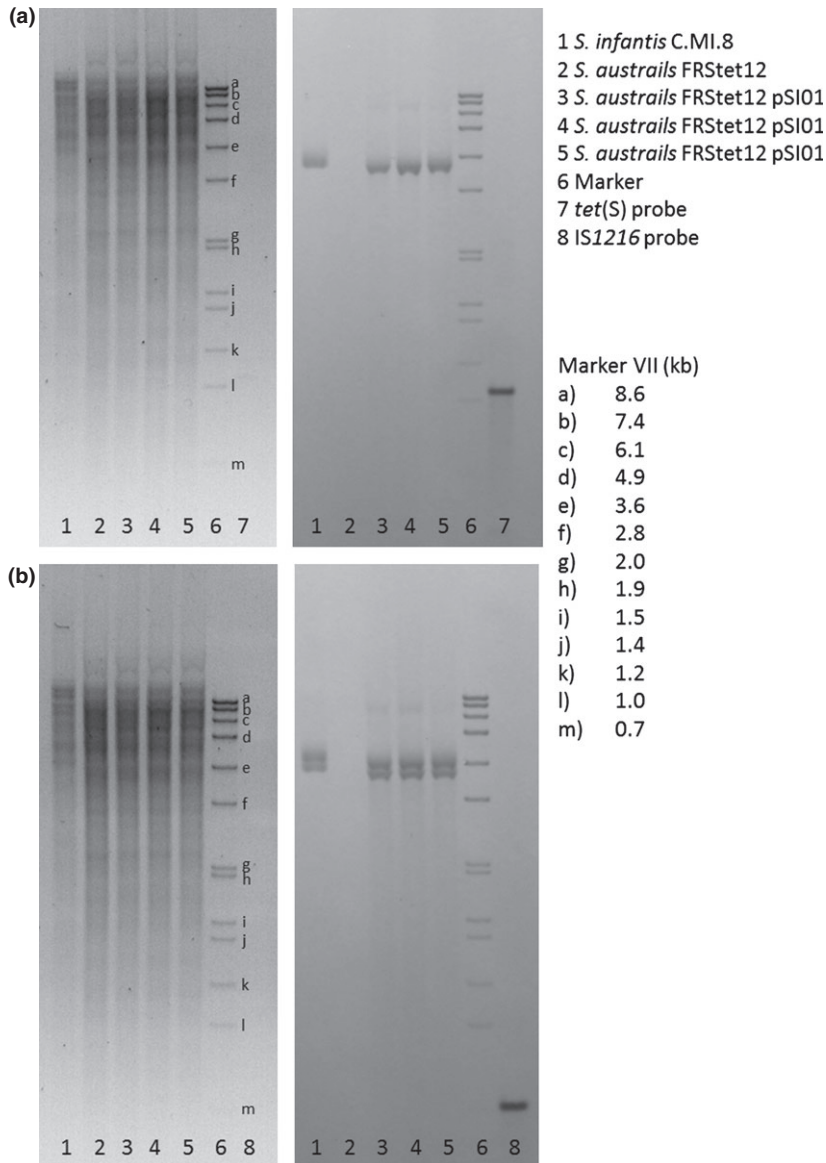 (a)
a
b
c
d
e
f
g
h
i
j
k
l
m
1 2 3 4 5 6 7
1 2 3 4 5 6 7
1 S. infantis C.MI.8
2 S. austrails FRStet12
3 S. austrails FRStet12 pSI01
4 S. austrails FRStet12 pSI01
5 S. austrails FRStet12 pSI01
6 Marker
7 tet(S) probe
8 IS1216 probe
Marker VII (kb)
a) 8.6
b) 7.4
c) 6.1
d) 4.9
e) 3.6
f) 2.8
g) 2.0
h) 1.9
i) 1.5
j) 1.4
k) 1.2
l) 1.0
m) 0.7
(b)
a
b
c
d
e
f
g
h
i
j
k
l
m
1 2 3 4 5 6 8
1 2 3 4 5 6 8